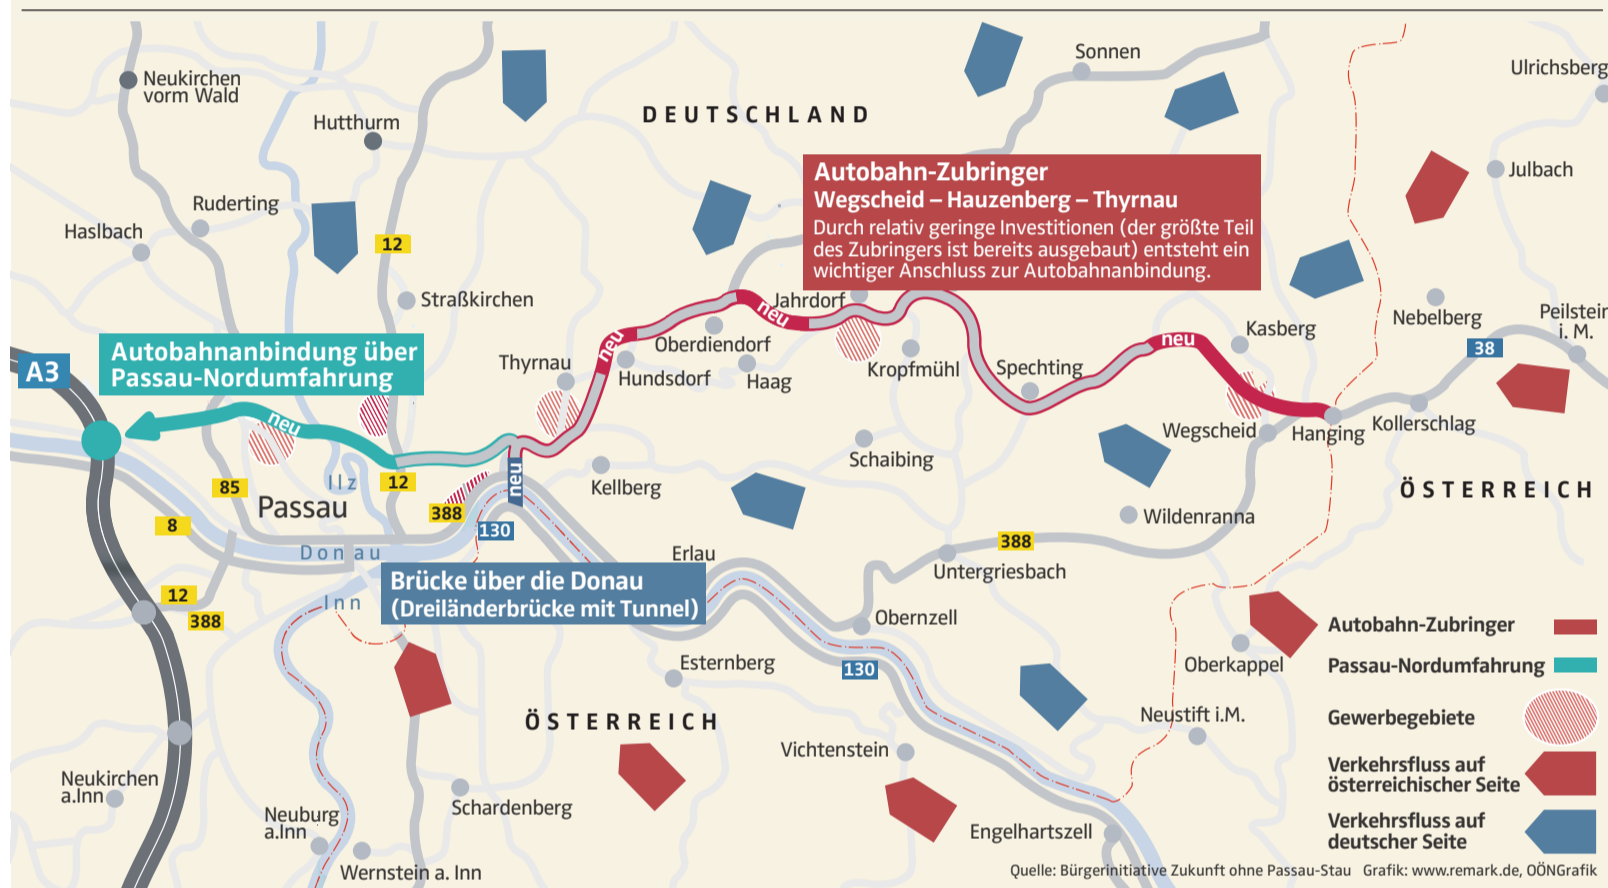 Sonnen
Ulrichsberg
Neukirchen
vorm Wald
DEUTSCHLAND
Hutthurm
Autobahn-Zubringer
Wegscheid – Hauzenberg – Thyrnau
Durch relativ geringe Investitionen (der größte Teil
des Zubringers ist bereits ausgebaut) entsteht ein
wichtiger Anschluss zur Autobahnanbindung.
Julbach
Ruderting
Haslbach
12
Straßkirchen
Jahrdorf
neu
Nebelberg
Peilstein
i. M.
Kasberg
neu
38
Autobahnanbindung über
Passau-Nordumfahrung
A3
neu
Oberdiendorf
Thyrnau
Hundsdorf
Haag
Kropfmühl
Spechting
neu
Wegscheid
Hanging
Kollerschlag
Schaibing
Ilz
12
neu
Kellberg
85
Passau
388
ÖSTERREICH
8
130
Wildenranna
Donau
Erlau
388
Untergriesbach
Brücke über die Donau
(Dreiländerbrücke mit Tunnel)
12
388
Inn
Obernzell
Autobahn-Zubringer
Esternberg
130
Oberkappel
Passau-Nordumfahrung
ÖSTERREICH
Neustift i.M.
Gewerbegebiete
Vichtenstein
Verkehrsfluss auf
österreichischer Seite
Neukirchen
a.Inn
Schardenberg
Neuburg
a.Inn
Engelhartszell
Verkehrsfluss auf
deutscher Seite
Wernstein a. Inn
Quelle: Bürgerinitiative Zukunft ohne Passau-Stau Grafik: www.remark.de, OÖNGrafik